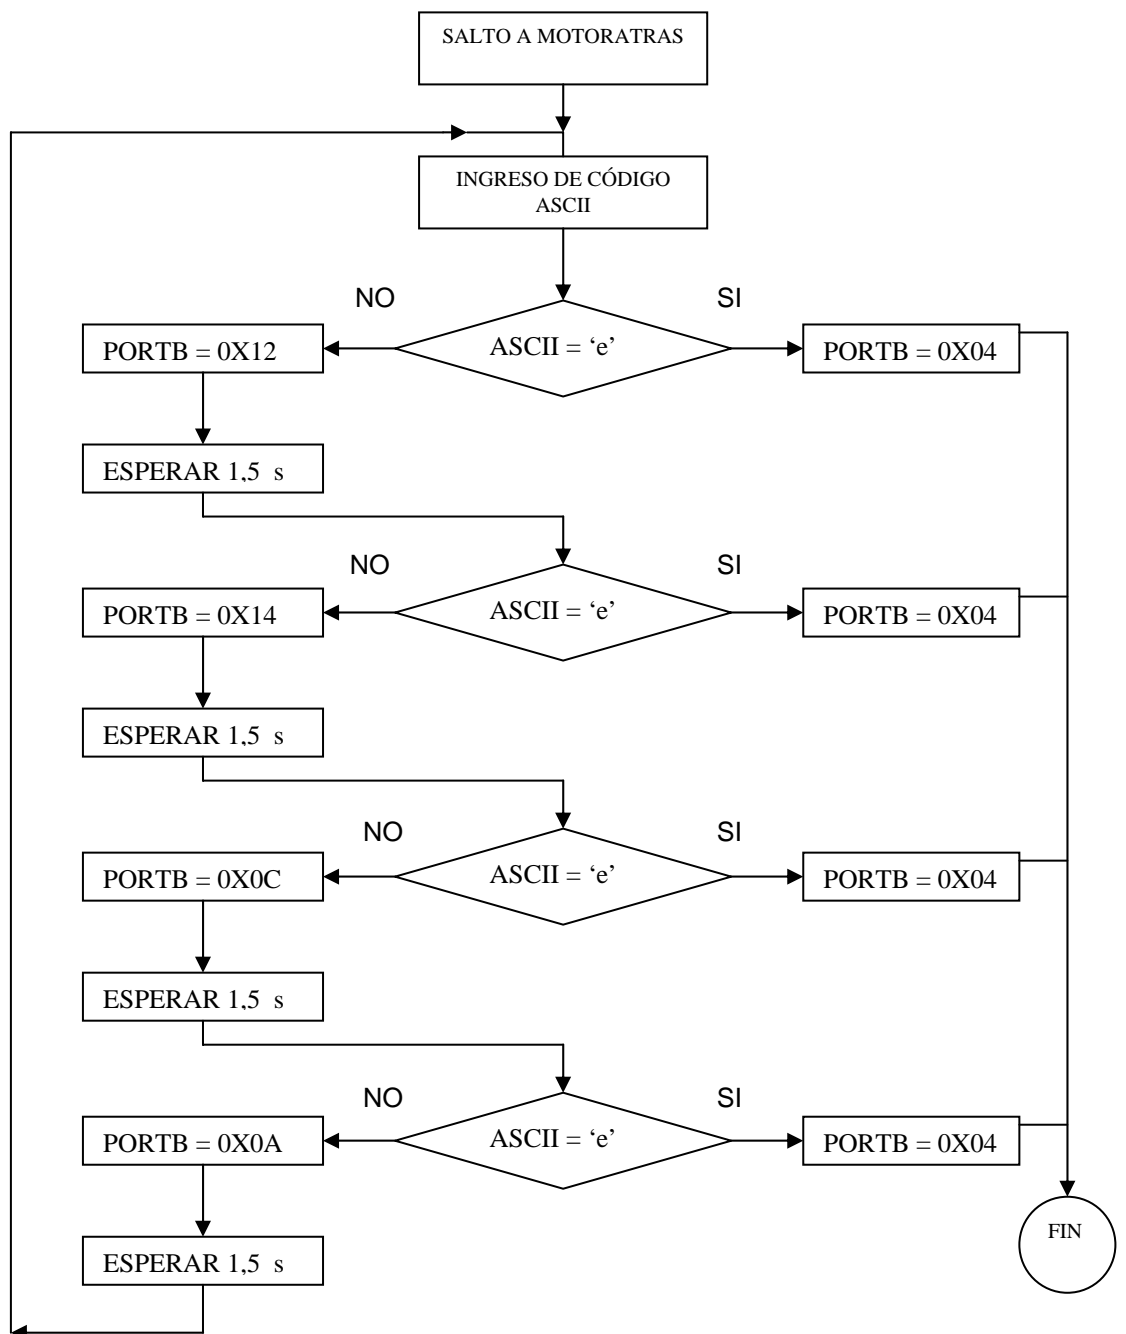 SALTO A MOTORATRAS
INGRESO DE CÓDIGO
ASCII
NO
SI
PORTB = 0X12
ASCII = ‘e’
PORTB = 0X04
ESPERAR 1,5 s
NO
SI
PORTB = 0X14
ASCII = ‘e’
PORTB = 0X04
ESPERAR 1,5 s
NO
SI
PORTB = 0X0C
ASCII = ‘e’
PORTB = 0X04
ESPERAR 1,5 s
NO
SI
PORTB = 0X0A
ASCII = ‘e’
PORTB = 0X04
FIN
ESPERAR 1,5 s